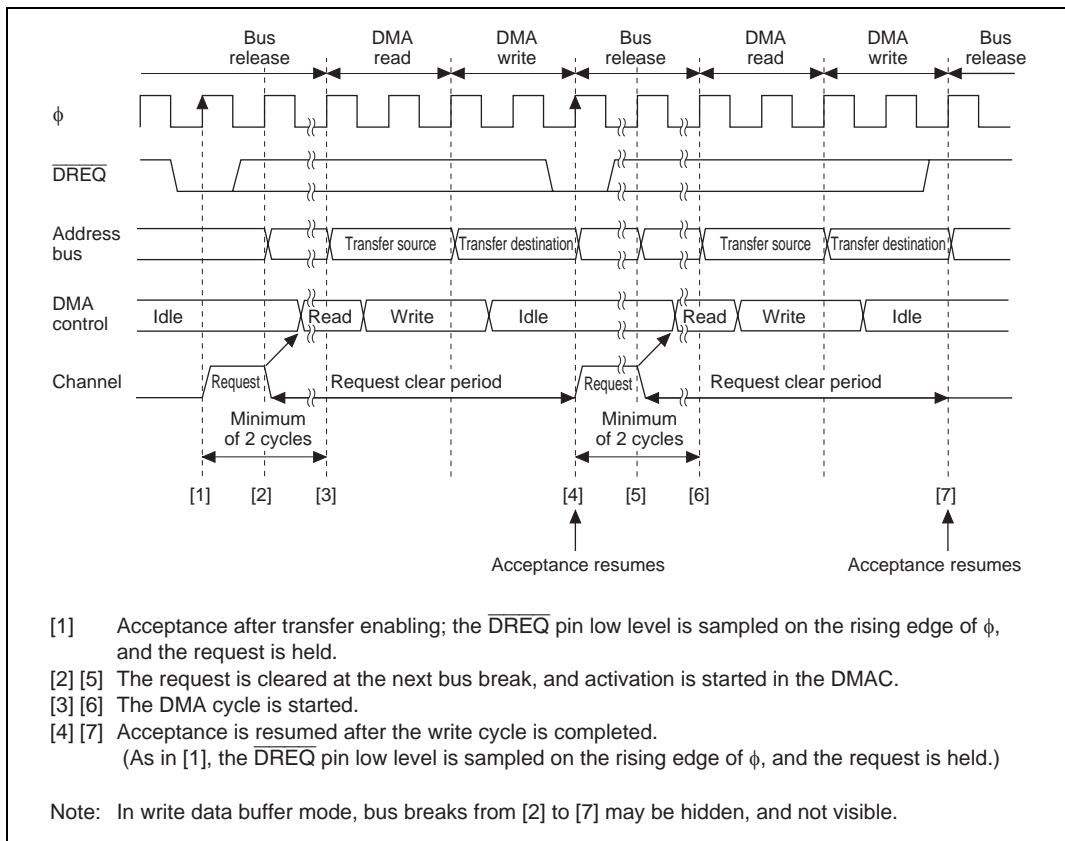 Bus release DMA read DMA write Bus release DMA read DMA write Bus release
ϕ
D̅R̅E̅Q̅
Address bus Transfer source Transfer destination Transfer source Transfer destination
DMA control Idle Read Write Idle Read Write Idle
Channel Request Request clear period Request Request clear period
Minimum of 2 cycles Minimum of 2 cycles
[1] [2] [3] [4] [5] [6] [7]
Acceptance resumes Acceptance resumes
[1] Acceptance after transfer enabling; the D̅R̅E̅Q̅ pin low level is sampled on the rising edge of ϕ,
and the request is held.
[2] [5] The request is cleared at the next bus break, and activation is started in the DMAC.
[3] [6] The DMA cycle is started.
[4] [7] Acceptance is resumed after the write cycle is completed.
(As in [1], the D̅R̅E̅Q̅ pin low level is sampled on the rising edge of ϕ, and the request is held.)
Note: In write data buffer mode, bus breaks from [2] to [7] may be hidden, and not visible.